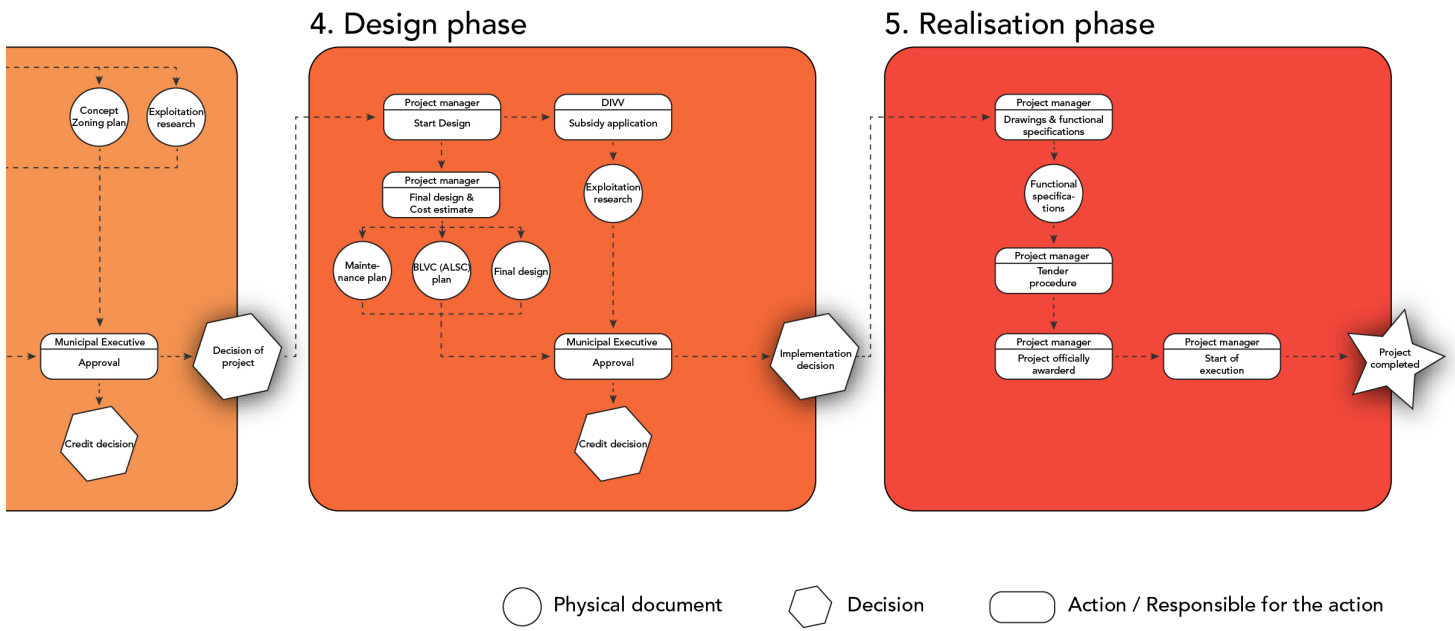 4. Design phase
5. Realisation phase
Concept
Zoning plan
Exploitation
research
Municipal Executive
Approval
Decision of
project
Credit decision
Project manager
Start Design
DIVV
Subsidy application
Project manager
Final design &
Cost estimate
Exploitation
research
Mainte-
nance plan
BLVC (ALSC)
plan
Final design
Municipal Executive
Approval
Implementation
decision
Credit decision
Project manager
Drawings & functional
specifications
Functional
specifica-
tions
Project manager
Tender
procedure
Project manager
Project officially
awarderd
Project manager
Start of
execution
Project
completed
Physical document
Decision
Action / Responsible for the action